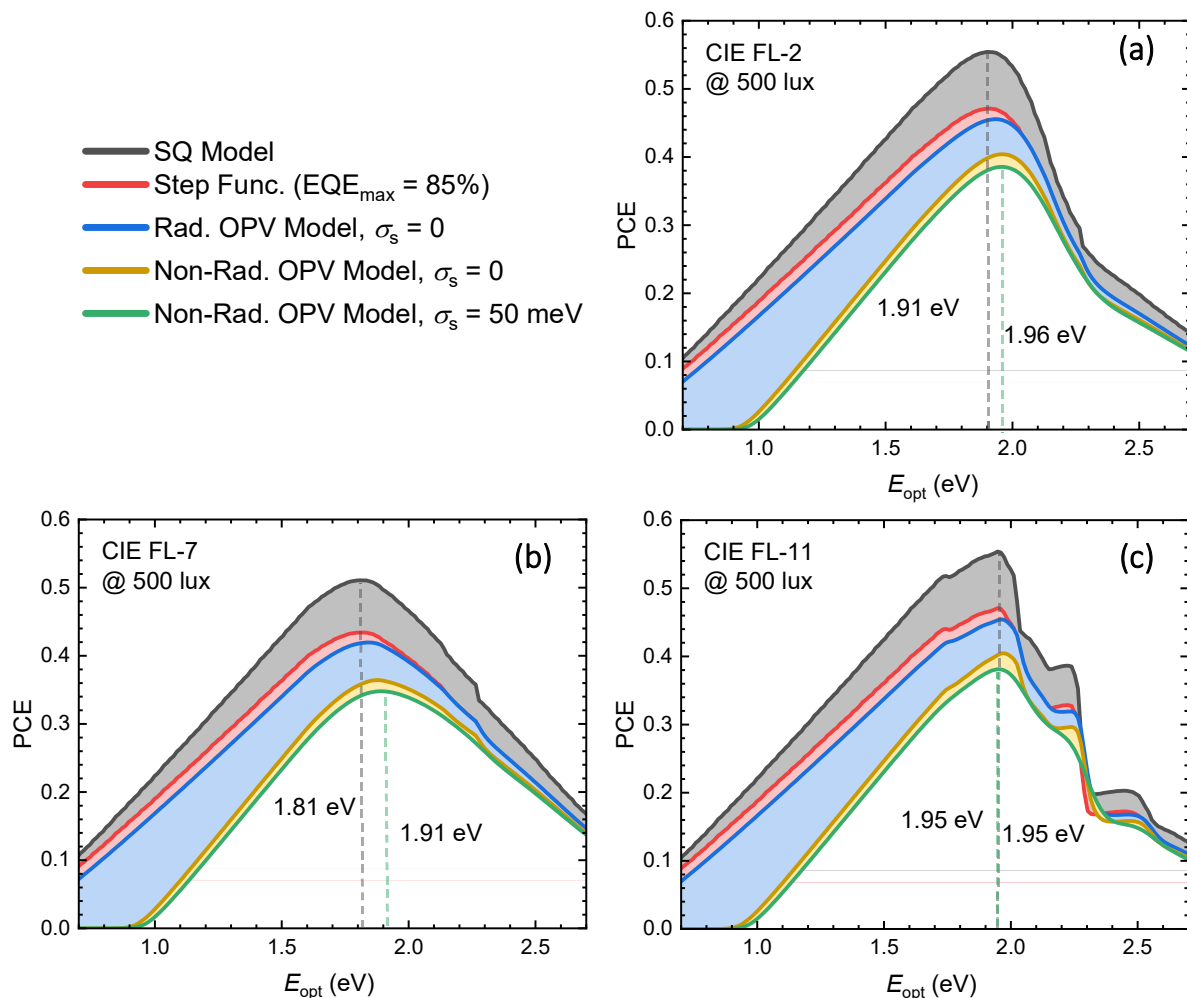 SQ Model
Step Func. (EQEmax = 85%)
Rad. OPV Model, σs = 0
Non-Rad. OPV Model, σs = 0
Non-Rad. OPV Model, σs = 50 meV
CIE FL-2
@ 500 lux
(a)
0.6
0.5
0.4
0.3
0.2
0.1
0.0
PCE
1.91 eV
1.96 eV
1.0
1.5
2.0
2.5
Eopt (eV)
CIE FL-7
@ 500 lux
(b)
0.6
0.5
0.4
0.3
0.2
0.1
0.0
PCE
1.81 eV
1.91 eV
1.0
1.5
2.0
2.5
Eopt (eV)
CIE FL-11
@ 500 lux
(c)
0.6
0.5
0.4
0.3
0.2
0.1
0.0
PCE
1.95 eV
1.95 eV
1.0
1.5
2.0
2.5
Eopt (eV)